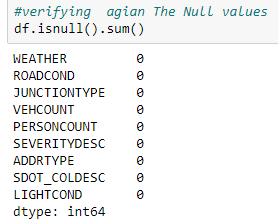 #verifying  agian The Null values
df.isnull().sum()
WEATHER 0
ROADCOND 0
JUNCTIONTYPE 0
VEHCOUNT 0
PERSONCOUNT 0
SEVERITYDESC 0
ADDRTYPE 0
SDOT_COLDESC 0
LIGHTCOND 0
dtype: int64